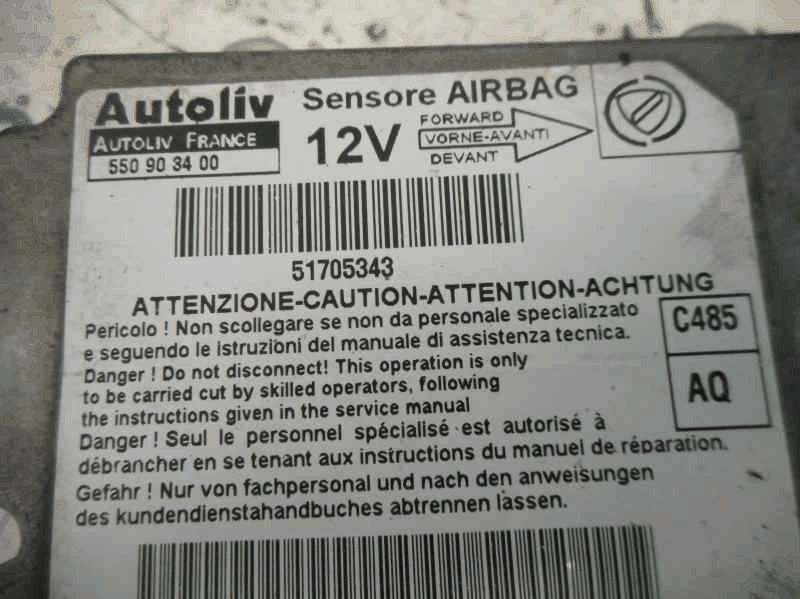 Autoliv
Sensore AIRBAG
AUTOLIV FRANCE
550 90 34 00
12V
FORWARD
VORNE-AVANTI
DEVANT
51705343
ATTENZIONE-CAUTION-ATTENTION-ACHTUNG
Pericolo ! Non scollegare se non da personale specializzato
e seguendo le istruzioni del manuale di assistenza tecnica.
Danger ! Do not disconnect! This operation is only
to be carried cut by skilled operators, following
the instructions given in the service manual
Danger ! Seul le personnel spécialisé est autorisé à
débrancher en se tenant aux instructions du manuel de réparation.
Gefahr ! Nur von fachpersonal und nach den anweisungen
des kundendienstahandbuches abtrennen lassen.
C485
AQ